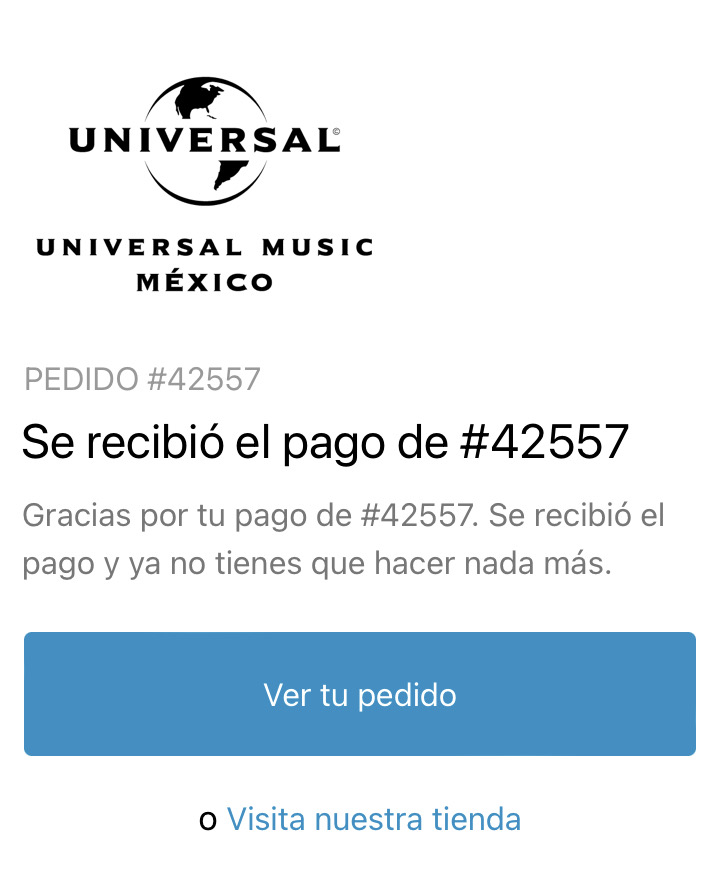 UNIVERSAL©
UNIVERSAL MUSIC
MÉXICO
PEDIDO #42557
Se recibió el pago de #42557
Gracias por tu pago de #42557. Se recibió el
pago y ya no tienes que hacer nada más.
Ver tu pedido
o Visita nuestra tienda